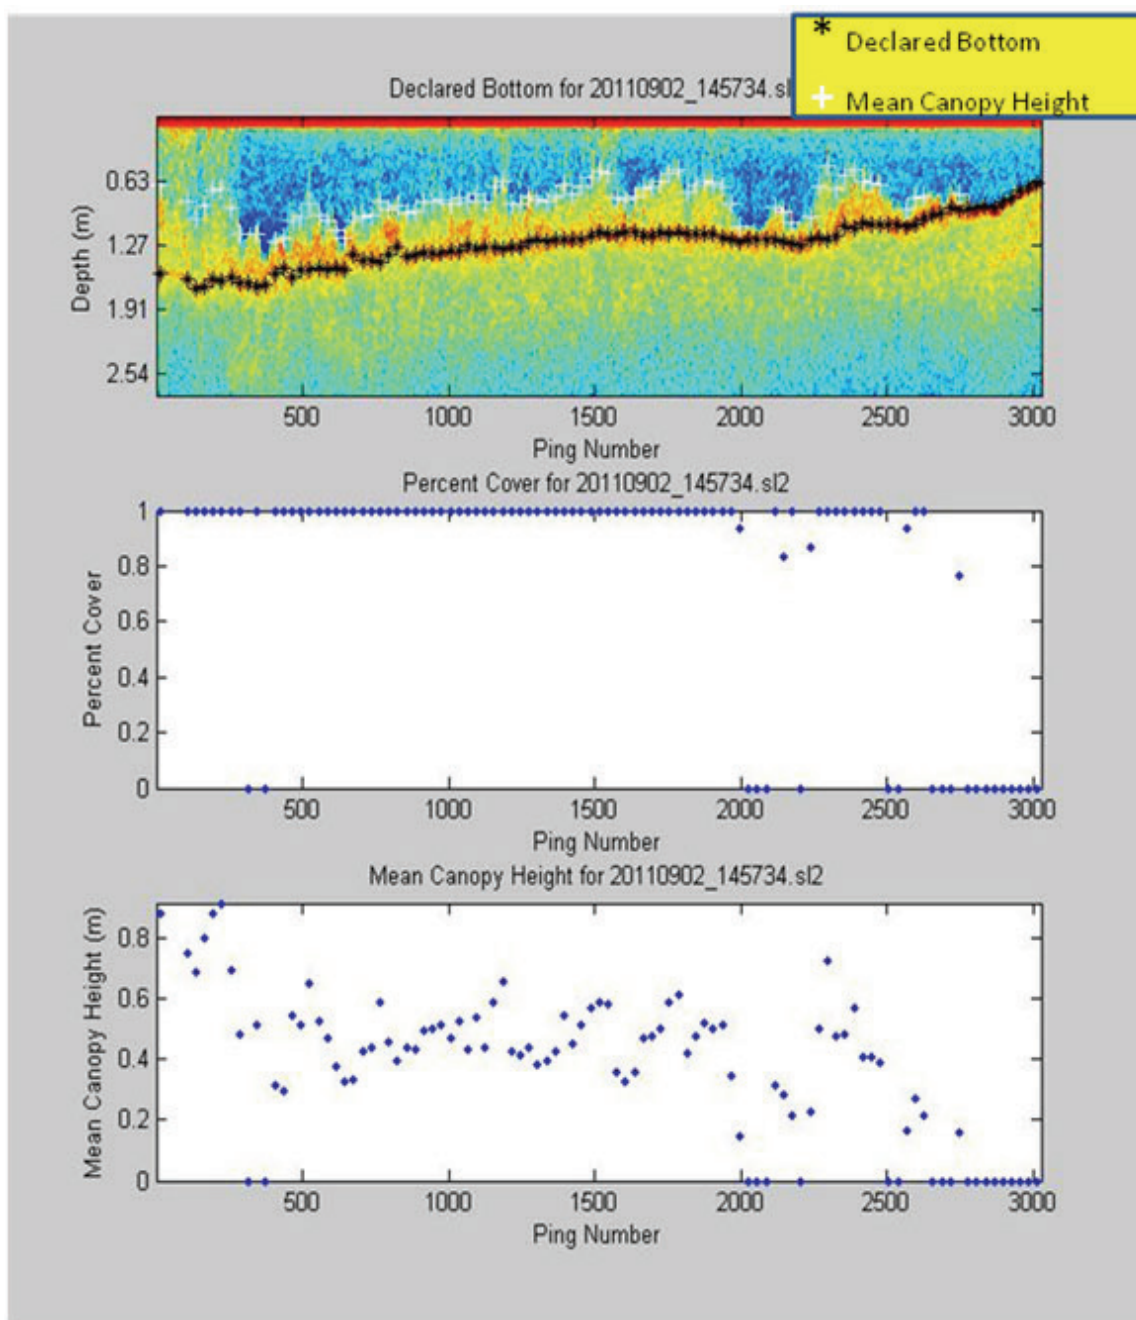 * Declared Bottom
+ Mean Canopy Height
Declared Bottom for 20110902_145734.sl
0.63
1.27
1.91
2.54
Depth (m)
500 1000 1500 2000 2500 3000
Ping Number
Percent Cover for 20110902_145734.sl2
1
0.8
0.6
0.4
0.2
0
Percent Cover
500 1000 1500 2000 2500 3000
Ping Number
Mean Canopy Height for 20110902_145734.sl2
0.8
0.6
0.4
0.2
0
Mean Canopy Height (m)
500 1000 1500 2000 2500 3000
Ping Number